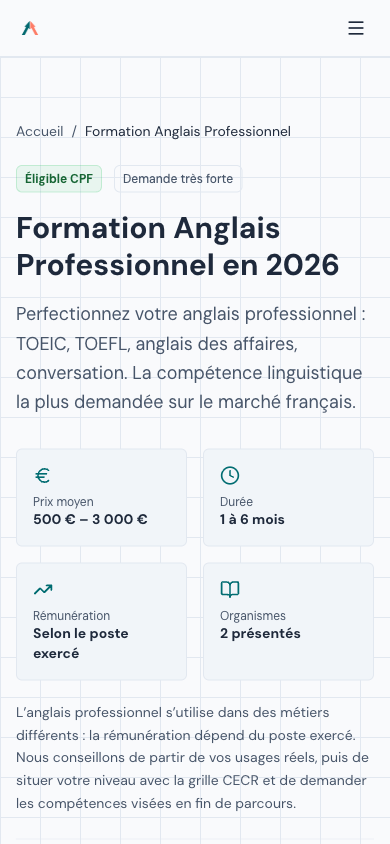 Accueil / Formation Anglais Professionnel
Éligible CPF
Demande très forte
Formation Anglais
Professionnel en 2026
Perfectionnez votre anglais professionnel :
TOEIC, TOEFL, anglais des affaires,
conversation. La compétence linguistique
la plus demandée sur le marché français.
Prix moyen
500 € – 3 000 €
Durée
1 à 6 mois
Rémunération
Selon le poste
exercé
Organismes
2 présentés
L’anglais professionnel s’utilise dans des métiers
différents : la rémunération dépend du poste exercé.
Nous conseillons de partir de vos usages réels, puis de
situer votre niveau avec la grille CECR et de demander
les compétences visées en fin de parcours.